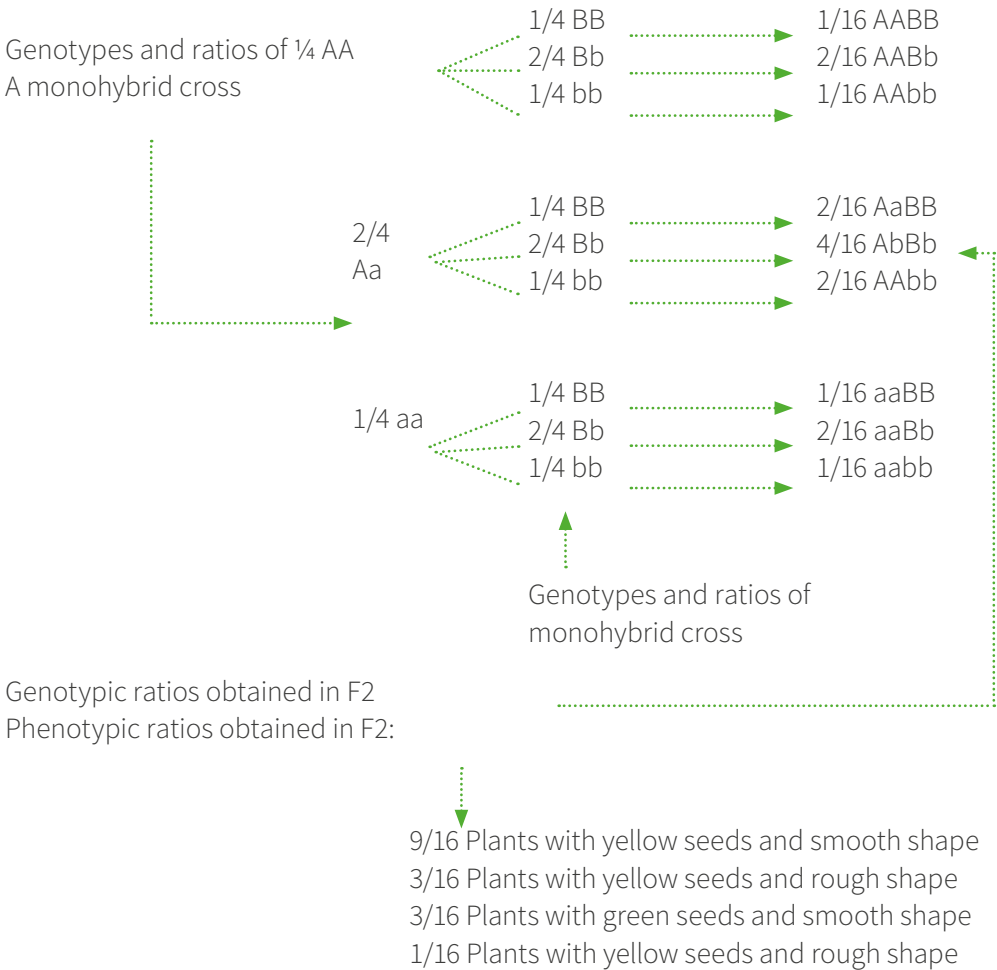 Genotypes and ratios of ¼ AA
A monohybrid cross
1/4 BB
2/4 Bb
1/4 bb
1/16 AABB
2/16 AABb
1/16 AAbb
2/4
Aa
1/4 BB
2/4 Bb
1/4 bb
2/16 AaBB
4/16 AbBb
2/16 AAbb
1/4 aa
1/4 BB
2/4 Bb
1/4 bb
1/16 aaBB
2/16 aaBb
1/16 aabb
Genotypes and ratios of
monohybrid cross
Genotypic ratios obtained in F2
Phenotypic ratios obtained in F2:
9/16 Plants with yellow seeds and smooth shape
3/16 Plants with yellow seeds and rough shape
3/16 Plants with green seeds and smooth shape
1/16 Plants with yellow seeds and rough shape